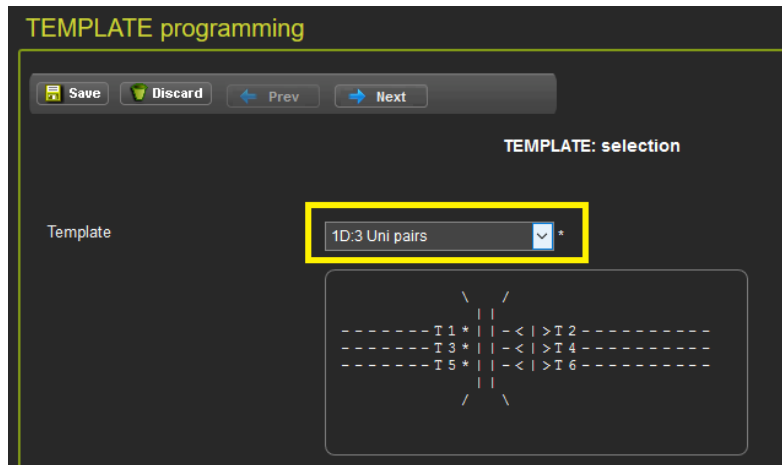 TEMPLATE programming
Save Discard Prev Next
TEMPLATE: selection
Template 1D:3 Uni pairs *
\ /
| |
- - - - - - - T 1 * | | - < | > T 2 - - - - - - - - - -
- - - - - - - T 3 * | | - < | > T 4 - - - - - - - - - -
- - - - - - - T 5 * | | - < | > T 6 - - - - - - - - - -
| |
/ \